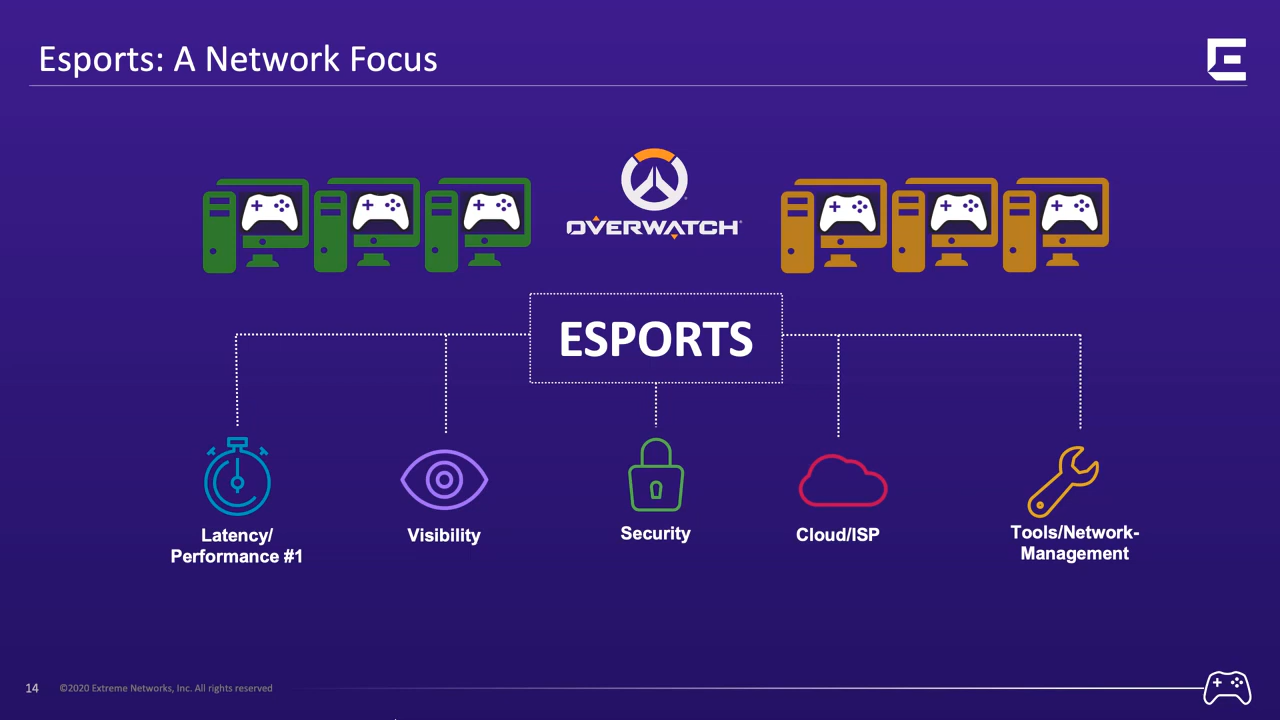 Esports: A Network Focus
OVERWATCH
ESPORTS
Latency/
Performance #1
Visibility
Security
Cloud/ISP
Tools/Network-
Management
14
©2020 Extreme Networks, Inc. All rights reserved